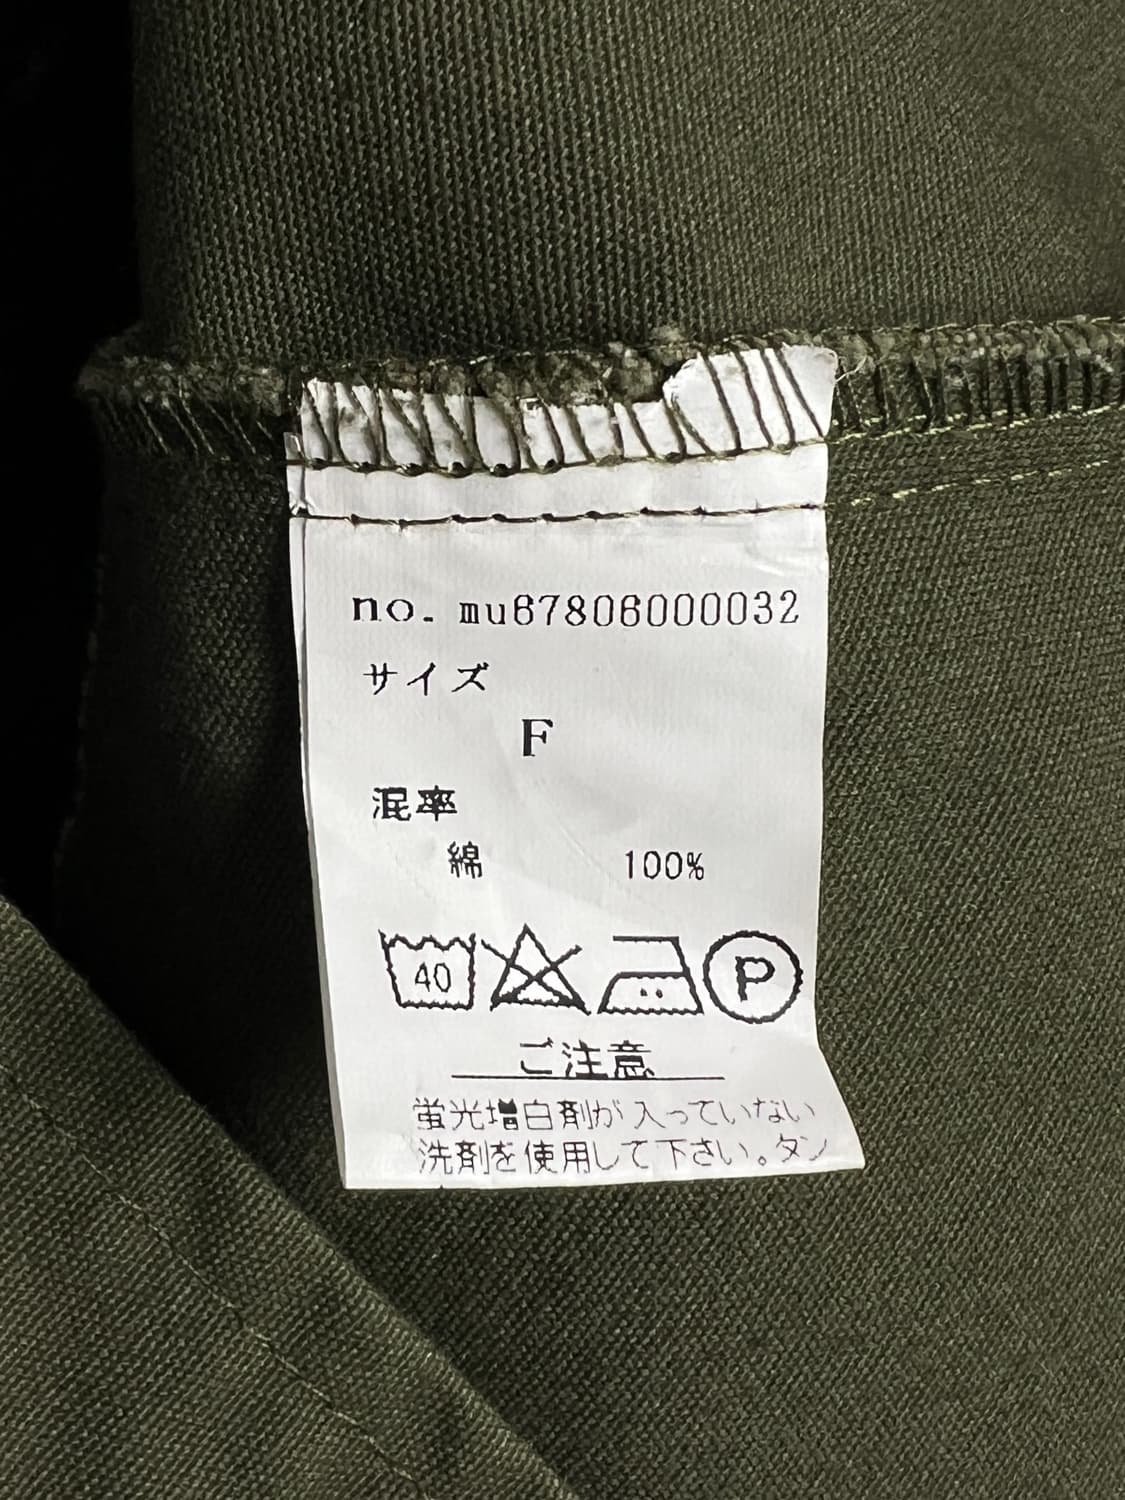 no. mu67806000032
サイズ
F
混率
綿 100%
40 P
ご注意
蛍光増白剤が入っていない
洗剤を使用して下さい。タン